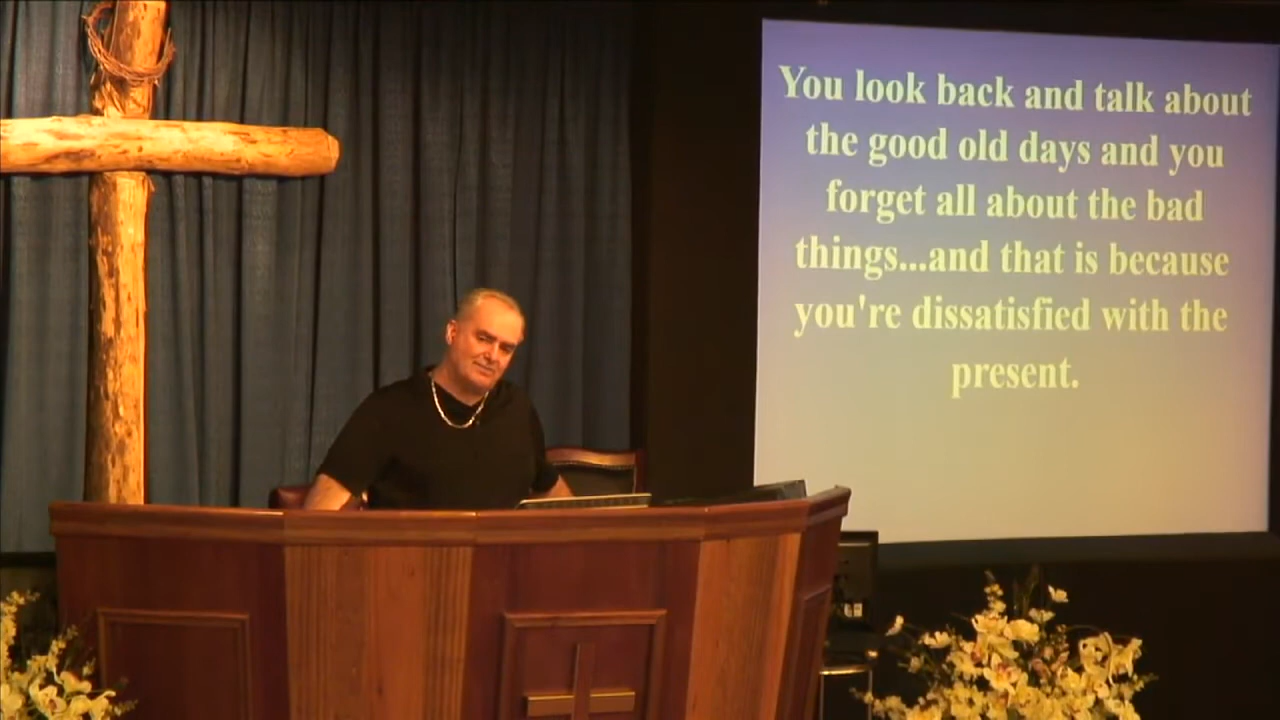 You look back and talk about
the good old days and you
forget all about the bad
things...and that is because
you're dissatisfied with the
present.